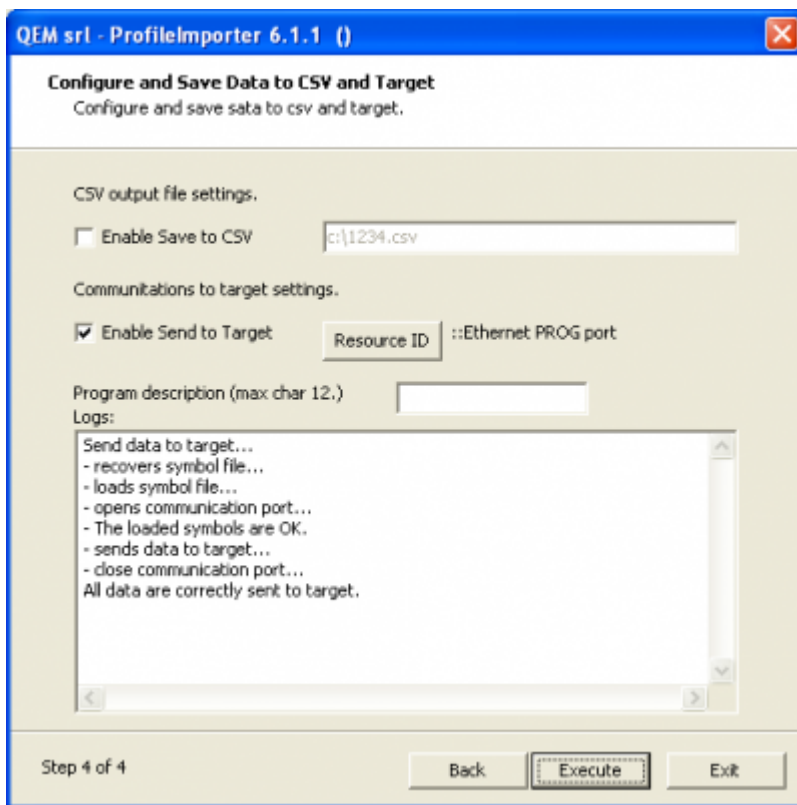 QEM srl - ProfileImporter 6.1.1 ()
Configure and Save Data to CSV and Target
Configure and save sata to csv and target.
CSV output file settings.
Enable Save to CSV
c:\1234.csv
Communitations to target settings.
Enable Send to Target
Resource ID
::Ethernet PROG port
Program description (max char 12.)
Logs:
Send data to target...
- recovers symbol file...
- loads symbol file...
- opens communication port...
- The loaded symbols are OK.
- sends data to target...
- close communication port...
All data are correctly sent to target.
Step 4 of 4
Back
Execute
Exit